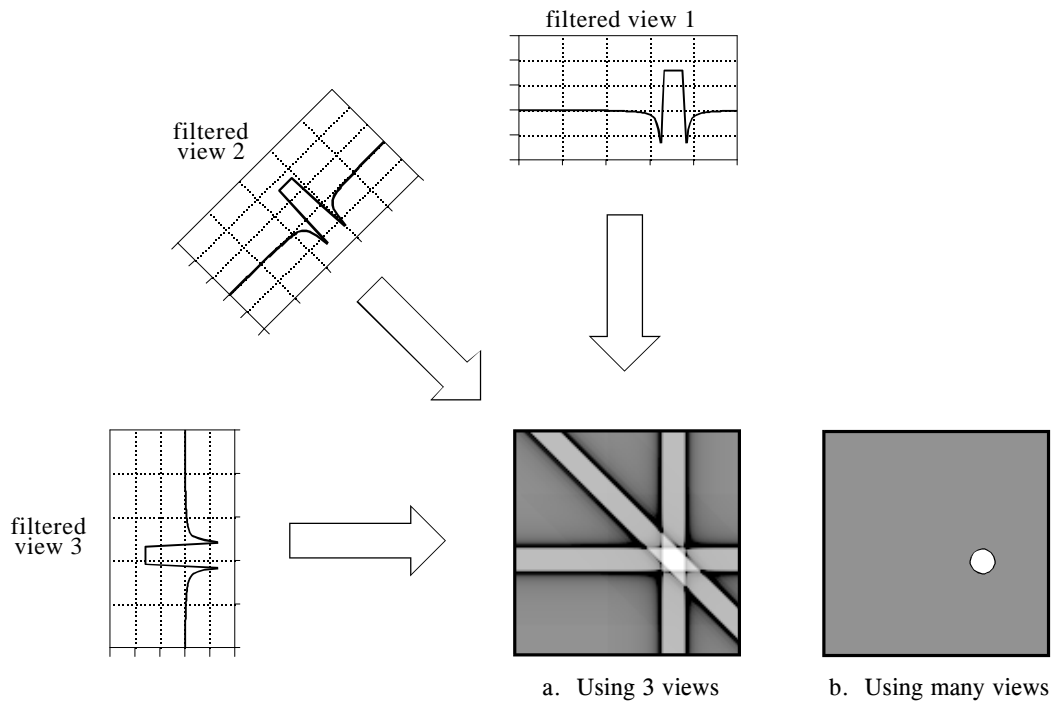 filtered view 1
filtered
view 2
filtered
view 3
a. Using 3 views
b. Using many views